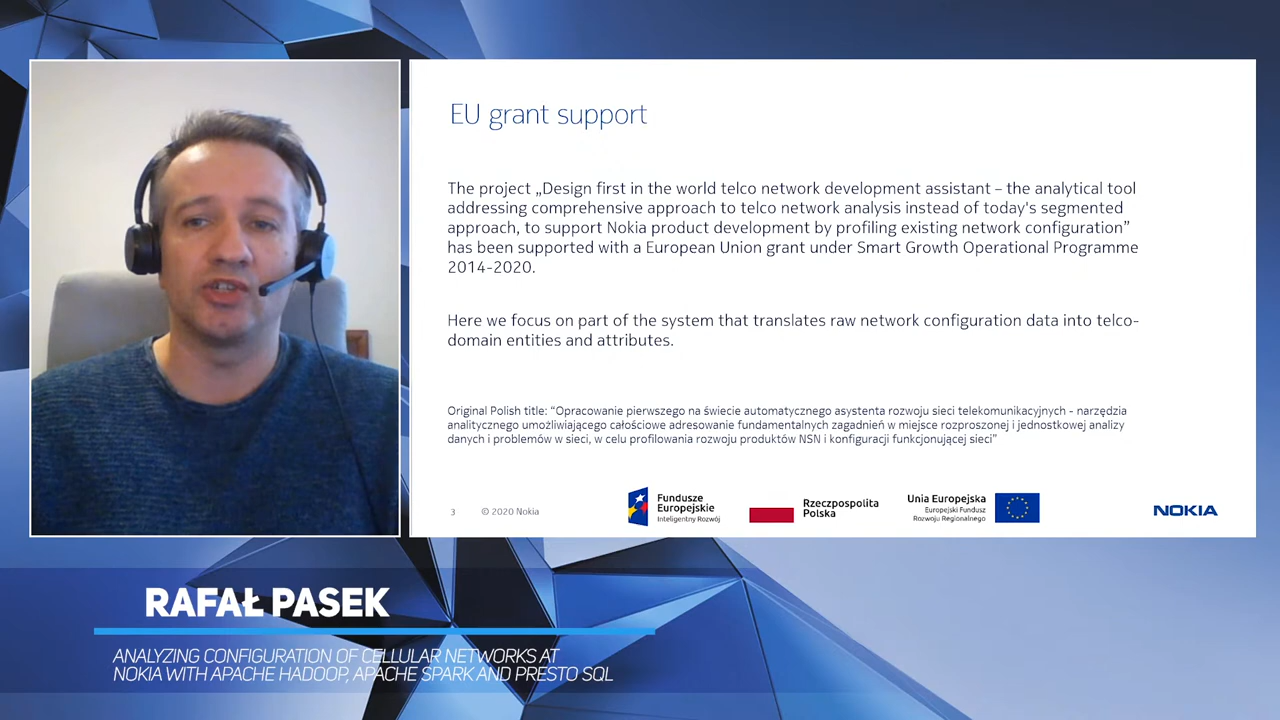 EU grant support
The project „Design first in the world telco network development assistant – the analytical tool
addressing comprehensive approach to telco network analysis instead of today's segmented
approach, to support Nokia product development by profiling existing network configuration”
has been supported with a European Union grant under Smart Growth Operational Programme
2014-2020.
Here we focus on part of the system that translates raw network configuration data into telco-
domain entities and attributes.
Original Polish title: “Opracowanie pierwszego na świecie automatycznego asystenta rozwoju sieci telekomunikacyjnych - narzędzia
analitycznego umożliwiającego całościowe adresowanie fundamentalnych zagadnień w miejsce rozproszonej i jednostkowej analizy
danych i problemów w sieci, w celu profilowania rozwoju produktów NSN i konfiguracji funkcjonującej sieci”
3 © 2020 Nokia
Fundusze
Europejskie
Inteligentny Rozwój
Rzeczpospolita
Polska
Unia Europejska
Europejski Fundusz
Rozwoju Regionalnego
NOKIA
RAFAŁ PASEK
ANALYZING CONFIGURATION OF CELLULAR NETWORKS AT
NOKIA WITH APACHE HADOOP, APACHE SPARK AND PRESTO SQL